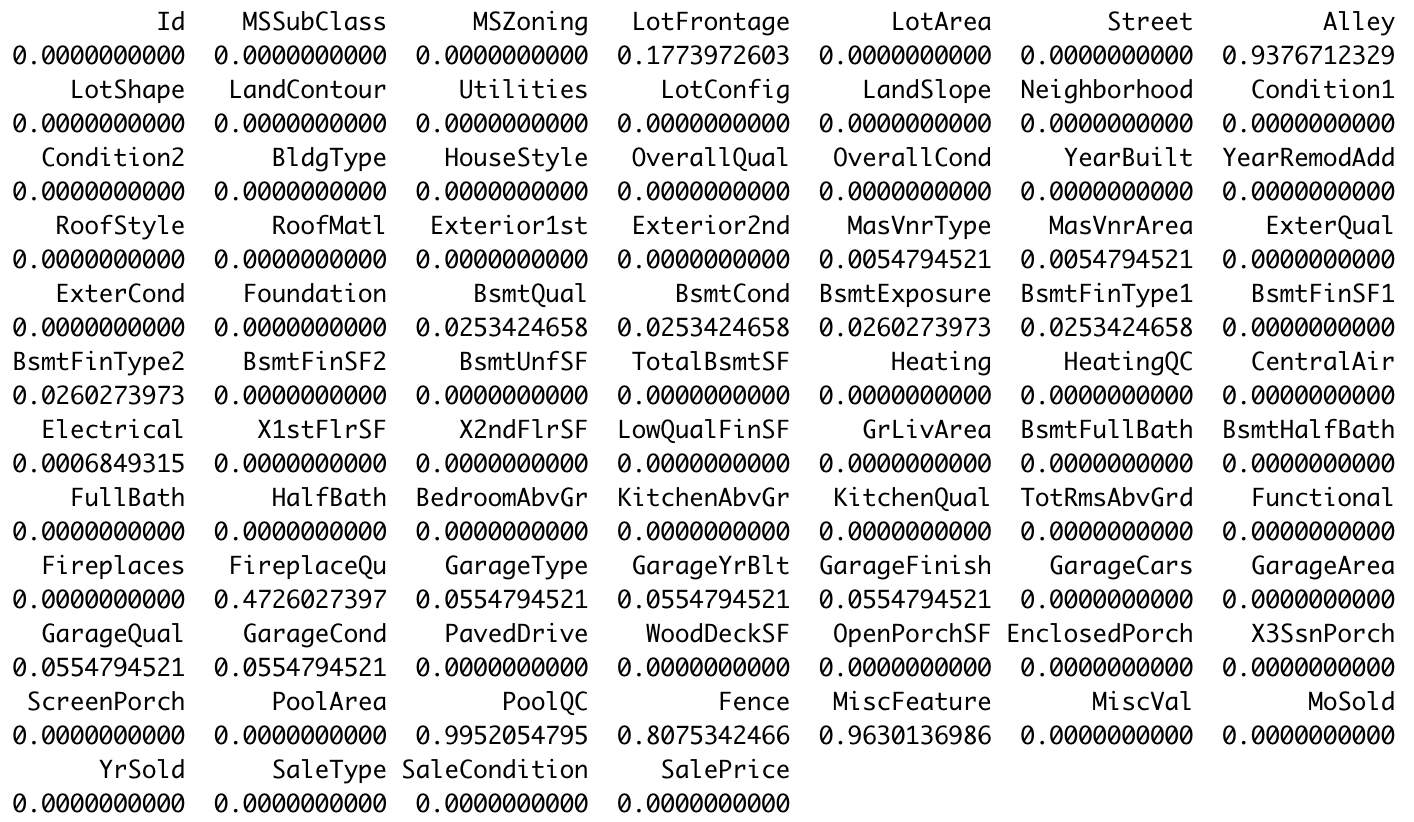 Id MSSubClass MSZoning LotFrontage LotArea Street Alley
0.0000000000 0.0000000000 0.0000000000 0.1773972603 0.0000000000 0.0000000000 0.9376712329
LotShape LandContour Utilities LotConfig LandSlope Neighborhood Condition1
0.0000000000 0.0000000000 0.0000000000 0.0000000000 0.0000000000 0.0000000000 0.0000000000
Condition2 BldgType HouseStyle OverallQual OverallCond YearBuilt YearRemodAdd
0.0000000000 0.0000000000 0.0000000000 0.0000000000 0.0000000000 0.0000000000 0.0000000000
RoofStyle RoofMatl Exterior1st Exterior2nd MasVnrType MasVnrArea ExterQual
0.0000000000 0.0000000000 0.0000000000 0.0000000000 0.0054794521 0.0054794521 0.0000000000
ExterCond Foundation BsmtQual BsmtCond BsmtExposure BsmtFinType1 BsmtFinSF1
0.0000000000 0.0000000000 0.0253424658 0.0253424658 0.0260273973 0.0253424658 0.0000000000
BsmtFinType2 BsmtFinSF2 BsmtUnfSF TotalBsmtSF Heating HeatingQC CentralAir
0.0260273973 0.0000000000 0.0000000000 0.0000000000 0.0000000000 0.0000000000 0.0000000000
Electrical X1stFlrSF X2ndFlrSF LowQualFinSF GrLivArea BsmtFullBath BsmtHalfBath
0.0006849315 0.0000000000 0.0000000000 0.0000000000 0.0000000000 0.0000000000 0.0000000000
FullBath HalfBath BedroomAbvGr KitchenAbvGr KitchenQual TotRmsAbvGrd Functional
0.0000000000 0.0000000000 0.0000000000 0.0000000000 0.0000000000 0.0000000000 0.0000000000
Fireplaces FireplaceQu GarageType GarageYrBlt GarageFinish GarageCars GarageArea
0.0000000000 0.4726027397 0.0554794521 0.0554794521 0.0554794521 0.0000000000 0.0000000000
GarageQual GarageCond PavedDrive WoodDeckSF OpenPorchSF EnclosedPorch X3SsnPorch
0.0554794521 0.0554794521 0.0000000000 0.0000000000 0.0000000000 0.0000000000 0.0000000000
ScreenPorch PoolArea PoolQC Fence MiscFeature MiscVal MoSold
0.0000000000 0.0000000000 0.9952054795 0.8075342466 0.9630136986 0.0000000000 0.0000000000
YrSold SaleType SaleCondition SalePrice
0.0000000000 0.0000000000 0.0000000000 0.0000000000